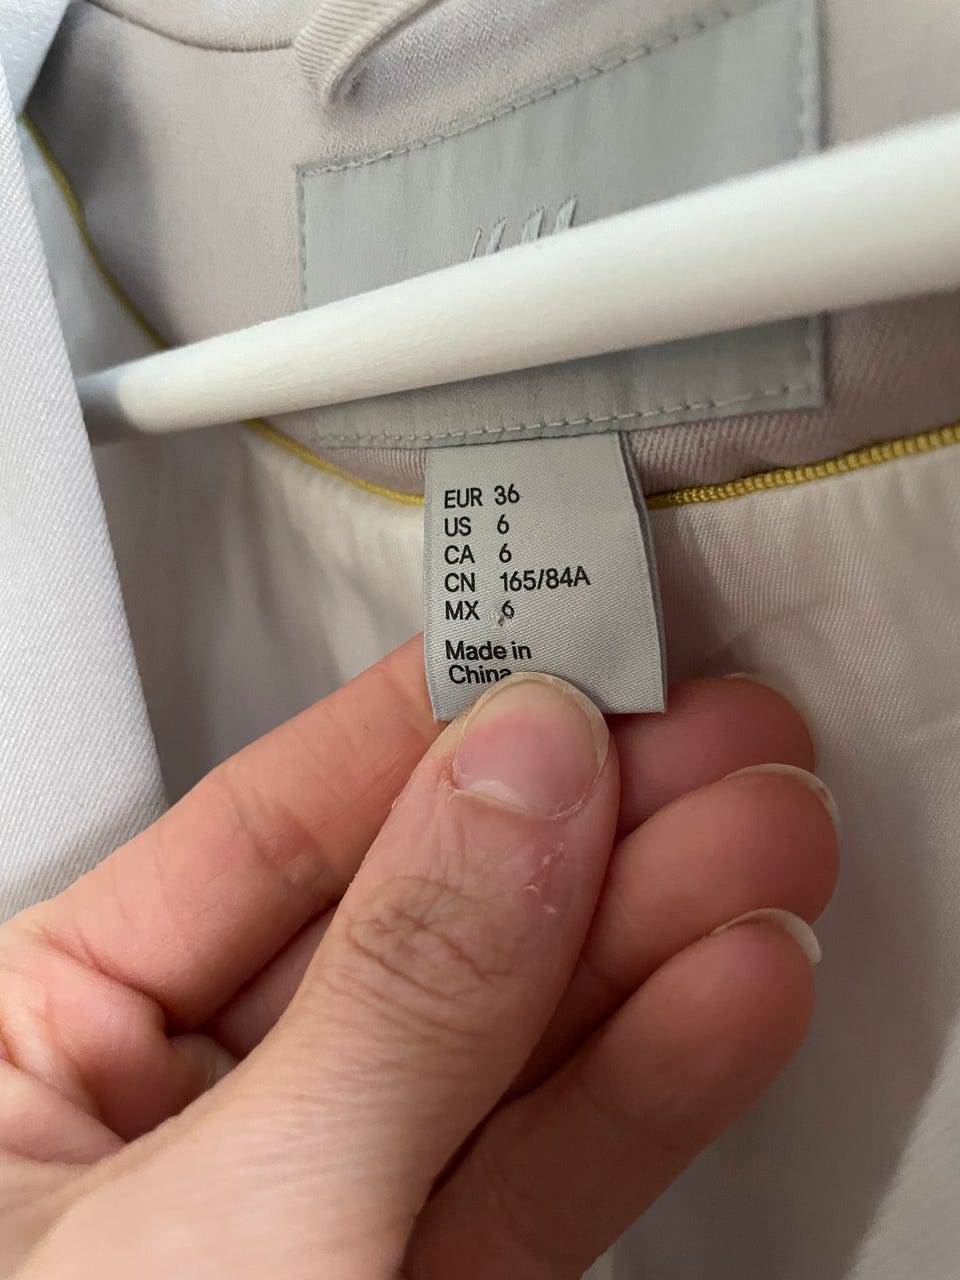 EUR 36
US 6
CA 6
CN 165/84A
MX 6
Made in
China